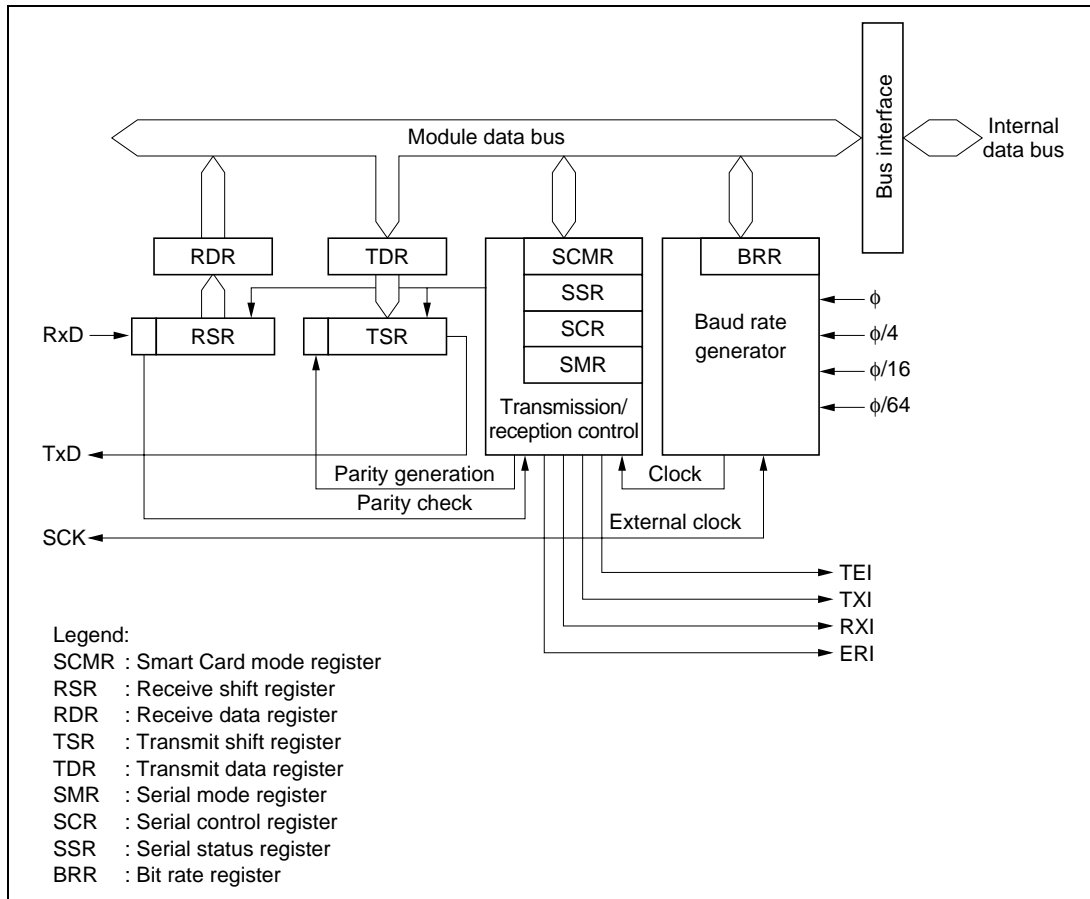 Bus interface
Internal
data bus
Module data bus
RDR
TDR
SCMR
BRR
SSR
RxD
RSR
TSR
SCR
SMR
Baud rate
generator
ϕ
ϕ/4
ϕ/16
ϕ/64
Transmission/
reception control
TxD
Parity generation
Clock
Parity check
External clock
SCK
TEI
TXI
RXI
ERI
Legend:
SCMR : Smart Card mode register
RSR : Receive shift register
RDR : Receive data register
TSR : Transmit shift register
TDR : Transmit data register
SMR : Serial mode register
SCR : Serial control register
SSR : Serial status register
BRR : Bit rate register